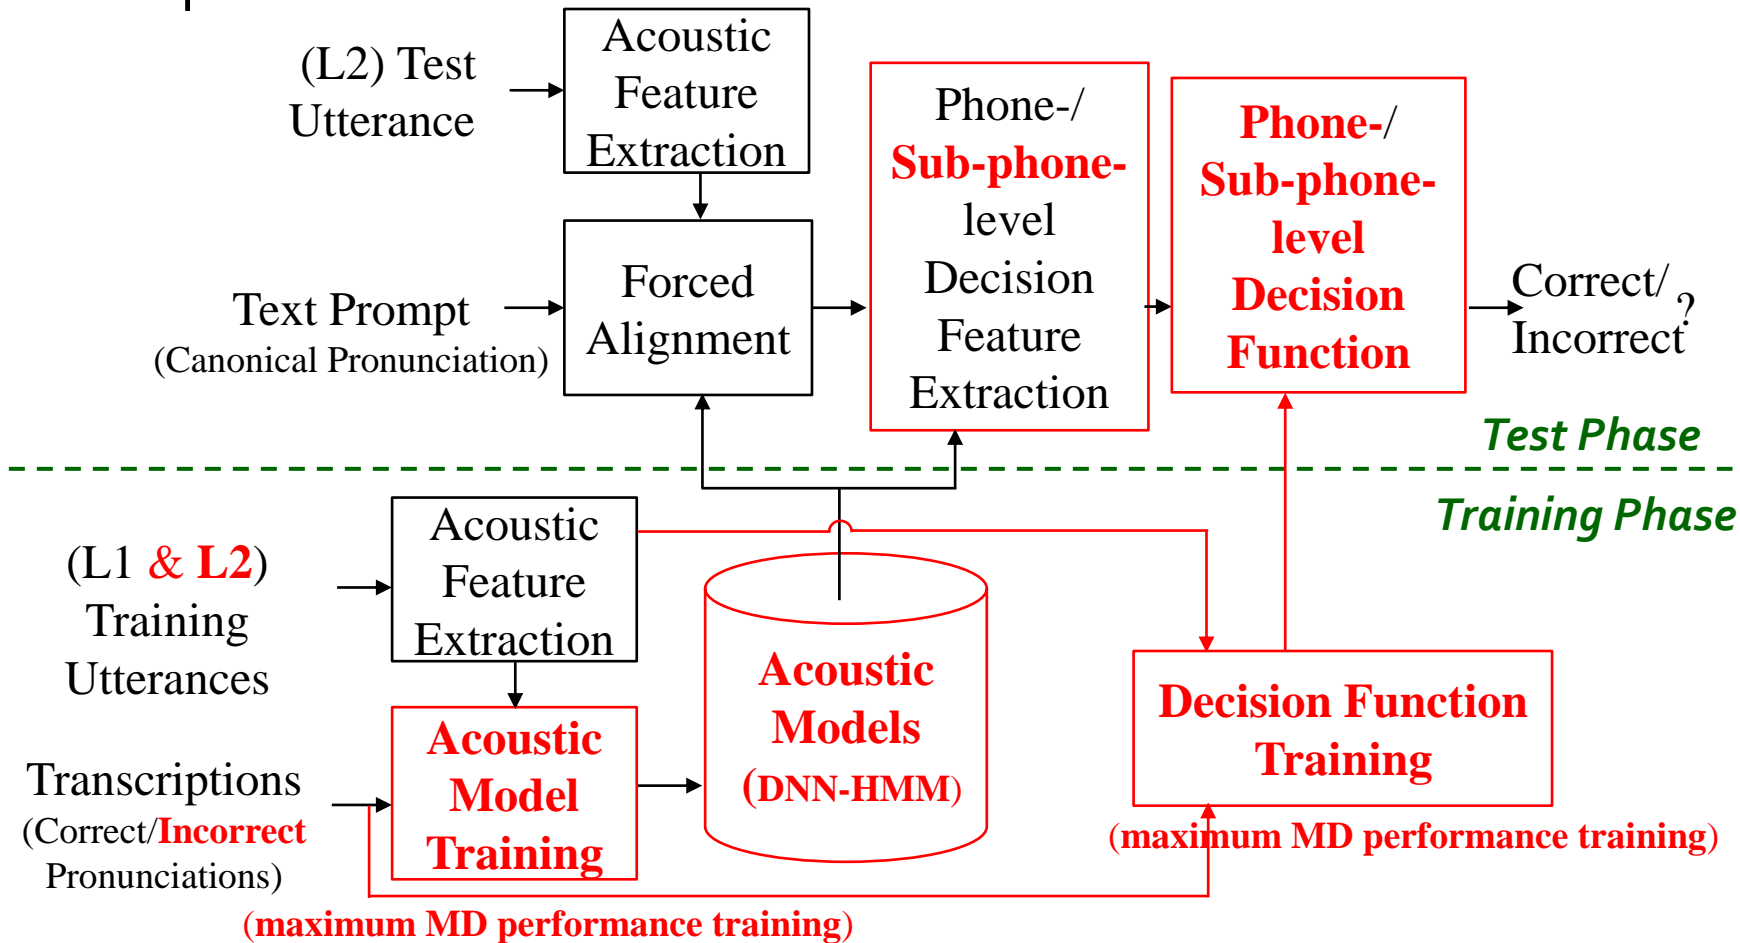 (L2) Test
Utterance
Acoustic
Feature
Extraction
Text Prompt
(Canonical Pronunciation)
Forced
Alignment
Phone-/
Sub-phone-
level
Decision
Feature
Extraction
Phone-/
Sub-phone-
level
Decision
Function
Correct/
Incorrect
?
Test Phase
Training Phase
(L1 & L2)
Training
Utterances
Acoustic
Feature
Extraction
Transcriptions
(Correct/Incorrect
Pronunciations)
Acoustic
Model
Training
(maximum MD performance training)
Acoustic
Models
(DNN-HMM)
Decision Function
Training
(maximum MD performance training)